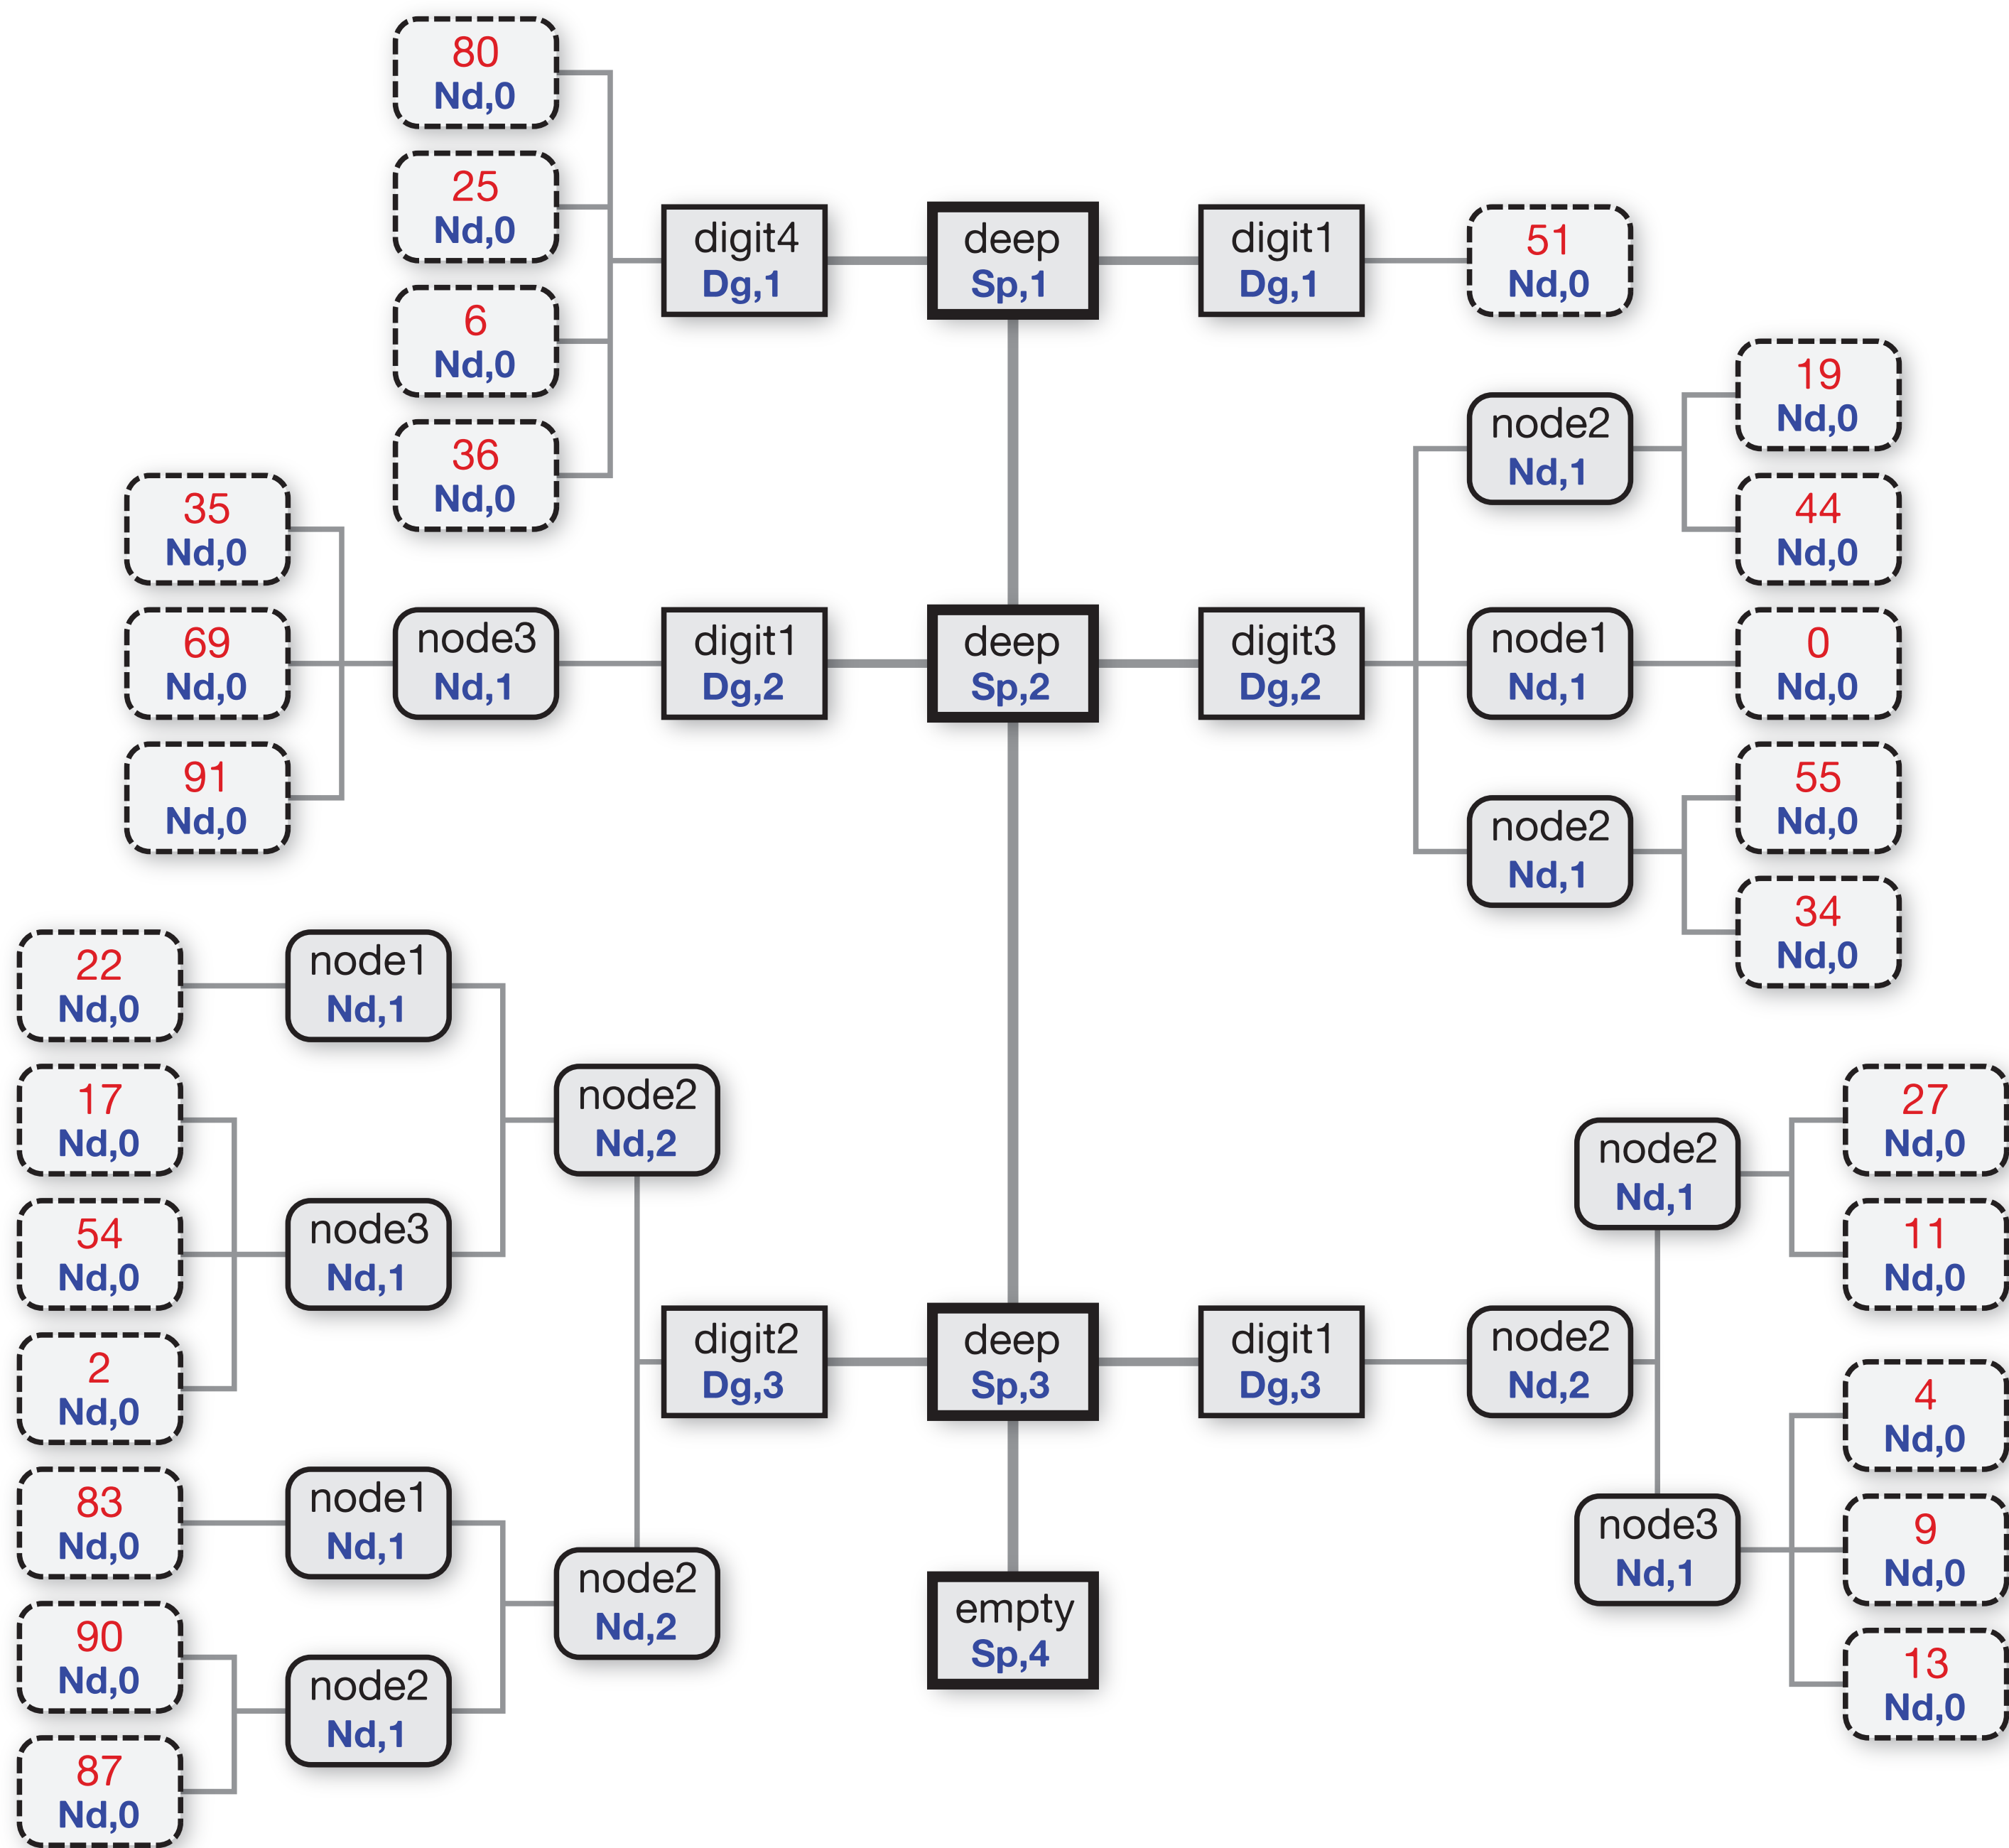 80
Nd,0
25
Nd,0
digit4
Dg,1
deep
Sp,1
digit1
Dg,1
51
Nd,0
6
Nd,0
36
Nd,0
19
Nd,0
node2
Nd,1
44
Nd,0
35
Nd,0
69
Nd,0
91
Nd,0
node3
Nd,1
digit1
Dg,2
deep
Sp,2
digit3
Dg,2
node1
Nd,1
0
Nd,0
55
Nd,0
node2
Nd,1
34
Nd,0
22
Nd,0
node1
Nd,1
17
Nd,0
node2
Nd,2
54
Nd,0
node3
Nd,1
2
Nd,0
digit2
Dg,3
deep
Sp,3
digit1
Dg,3
node2
Nd,2
node2
Nd,1
27
Nd,0
11
Nd,0
4
Nd,0
node3
Nd,1
9
Nd,0
13
Nd,0
83
Nd,0
node1
Nd,1
node2
Nd,2
90
Nd,0
node2
Nd,1
87
Nd,0
empty
Sp,4